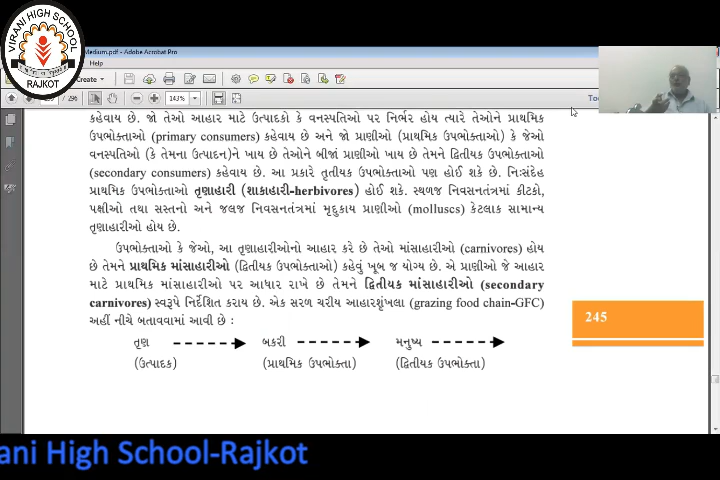 VIRANI HIGH SCHOOL
RAJKOT
Medium.pdf - Adobe Acrobat Pro
Help
Create
296
143%
Too
કહેવાય છે. જો તેઓ આહાર માટે ઉત્પાદકો કે વનસ્પતિઓ પર નિર્ભર હોય ત્યારે તેઓને પ્રાથમિક
ઉપભોક્તાઓ (primary consumers) કહેવાય છે અને જો પ્રાણીઓ (પ્રાથમિક ઉપભોક્તાઓ) કે જેઓ
વનસ્પતિઓ (કે તેમના ઉત્પાદન)ને ખાય છે તેઓને બીજાં પ્રાણીઓ ખાય છે તેમને દ્વિતીયક ઉપભોક્તાઓ
(secondary consumers) કહેવાય છે. આ પ્રકારે તૃતીયક ઉપભોક્તાઓ પણ હોઈ શકે છે. નિઃસંદેહ
પ્રાથમિક ઉપભોક્તાઓ તૃણાહારી (શાકાહારી-herbivores) હોઈ શકે. સ્થળજ નિવસનતંત્રમાં કીટકો,
પક્ષીઓ તથા સસ્તનો અને જલજ નિવસનતંત્રમાં મૃદુકાય પ્રાણીઓ (molluscs) કેટલાક સામાન્ય
તૃણાહારીઓ હોય છે.
ઉપભોક્તાઓ કે જેઓ, આ તૃણાહારીઓનો આહાર કરે છે તેઓ માંસાહારીઓ (carnivores) હોય
છે તેમને પ્રાથમિક માંસાહારીઓ (દ્વિતીયક ઉપભોક્તાઓ) કહેવું ખૂબ જ યોગ્ય છે. એ પ્રાણીઓ જે આહાર
માટે પ્રાથમિક માંસાહારીઓ પર આધાર રાખે છે તેમને દ્વિતીયક માંસાહારીઓ (secondary
carnivores) સ્વરૂપે નિર્દેશિત કરાય છે. એક સરળ ચરીય આહારશૃંખલા (grazing food chain-GFC)
અહીં નીચે બતાવવામાં આવી છે :
245
તૃણ બકરી મનુષ્ય
(ઉત્પાદક) (પ્રાથમિક ઉપભોક્તા) (દ્વિતીયક ઉપભોક્તા)
ani High School-Rajkot